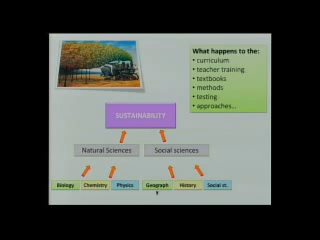 What happens to the:
• curriculum
• teacher training
• textbooks
• methods
• testing
• approaches...
SUSTAINABILITY
Natural Sciences
Social sciences
Biology
Chemistry
Physics
Geograph
Y
History
Social st.